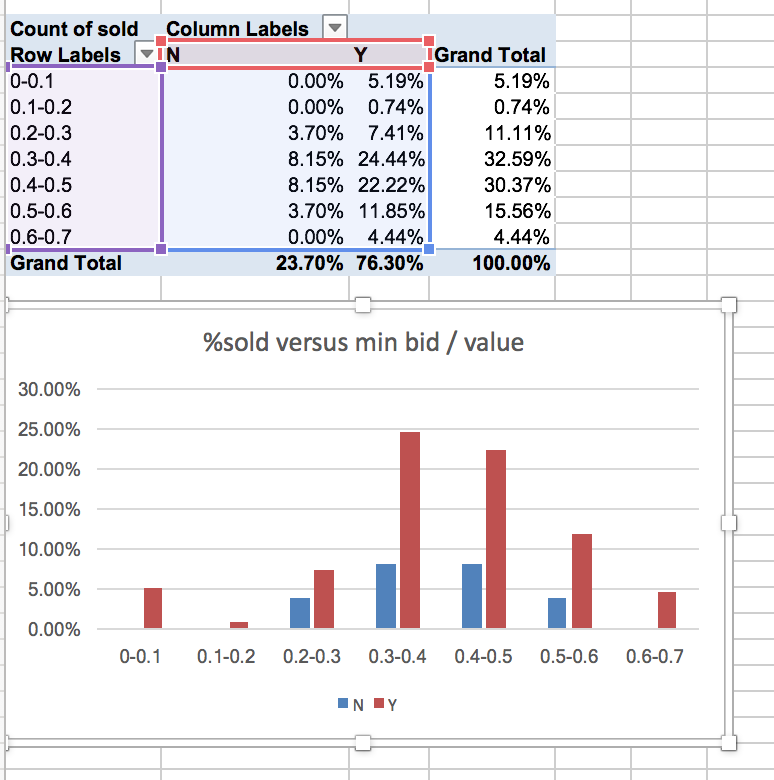 Count of sold Column Labels
Row Labels N Y Grand Total
0-0.1 0.00% 5.19% 5.19%
0.1-0.2 0.00% 0.74% 0.74%
0.2-0.3 3.70% 7.41% 11.11%
0.3-0.4 8.15% 24.44% 32.59%
0.4-0.5 8.15% 22.22% 30.37%
0.5-0.6 3.70% 11.85% 15.56%
0.6-0.7 0.00% 4.44% 4.44%
Grand Total 23.70% 76.30% 100.00%
%sold versus min bid / value
30.00%
25.00%
20.00%
15.00%
10.00%
5.00%
0.00%
0-0.1 0.1-0.2 0.2-0.3 0.3-0.4 0.4-0.5 0.5-0.6 0.6-0.7
N Y